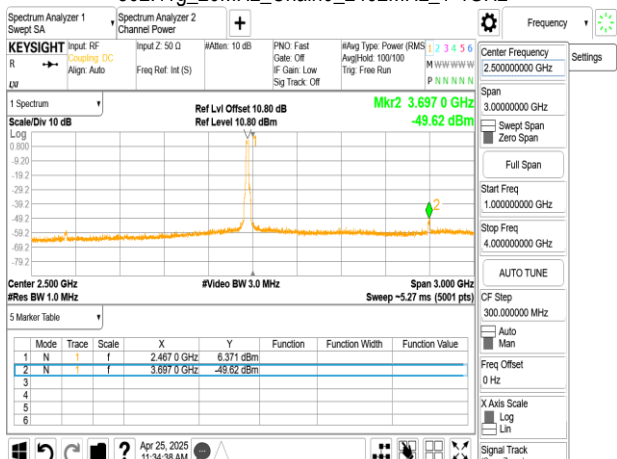 Spectrum Analyzer 1
Swept SA
Spectrum Analyzer 2
Channel Power
+
Frequency
KEYSIGHT
R
LXI
Input: RF
Coupling: DC
Align: Auto
Input Z: 50 Ω
Freq Ref: Int (S)
#Atten: 10 dB
PNO: Fast
Gate: Off
IF Gain: Low
Sig Track: Off
#Avg Type: Power (RMS
Avg|Hold: 100/100
Trig: Free Run
1 2 3 4 5 6
M W W W W W
P N N N N N
Center Frequency
2.500000000 GHz
Settings
1 Spectrum
Scale/Div 10 dB
Ref Lvl Offset 10.80 dB
Ref Level 10.80 dBm
Mkr2 3.697 0 GHz
-49.62 dBm
Log
0.800
-9.20
-19.2
-29.2
-39.2
-49.2
-59.2
-69.2
-79.2
1
2
Center 2.500 GHz
#Res BW 1.0 MHz
#Video BW 3.0 MHz
Span 3.000 GHz
Sweep ~5.27 ms (5001 pts)
Span
3.00000000 GHz
Swept Span
Zero Span
Full Span
Start Freq
1.000000000 GHz
Stop Freq
4.000000000 GHz
AUTO TUNE
CF Step
300.000000 MHz
Auto
Man
Freq Offset
0 Hz
X Axis Scale
Log
Lin
Signal Track
5 Marker Table
Mode Trace Scale X Y Function Function Width Function Value
1 N 1 f 2.467 0 GHz 6.371 dBm
2 N 1 f 3.697 0 GHz -49.62 dBm
3
4
5
6
?
Apr 25, 2025
11:34:38 AM